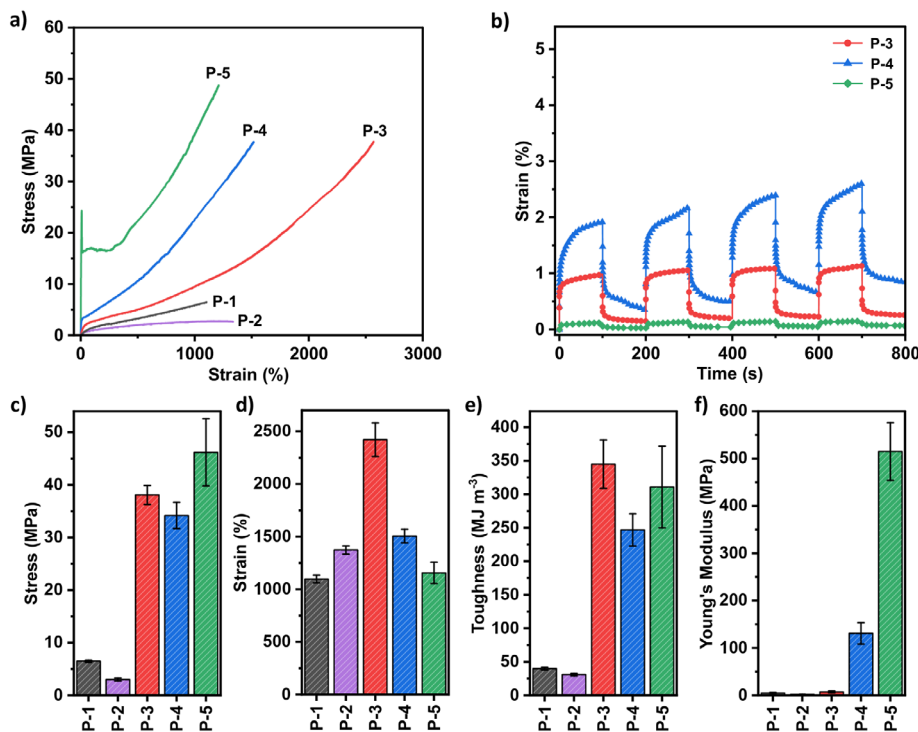 a)
60
50
40
30
20
10
0
Stress (MPa)
0 1000 2000 3000
Strain (%)
P-5
P-4
P-3
P-1
P-2
b)
5
4
3
2
1
0
Strain (%)
0 200 400 600 800
Time (s)
P-3
P-4
P-5
c)
50
40
30
20
10
0
Stress (MPa)
P-1 P-2 P-3 P-4 P-5
d)
2500
2000
1500
1000
500
0
Strain (%)
P-1 P-2 P-3 P-4 P-5
e)
400
350
300
250
200
150
100
50
0
Toughness (MJ m⁻³)
P-1 P-2 P-3 P-4 P-5
f)
600
500
400
300
200
100
0
Young's Modulus (MPa)
P-1 P-2 P-3 P-4 P-5